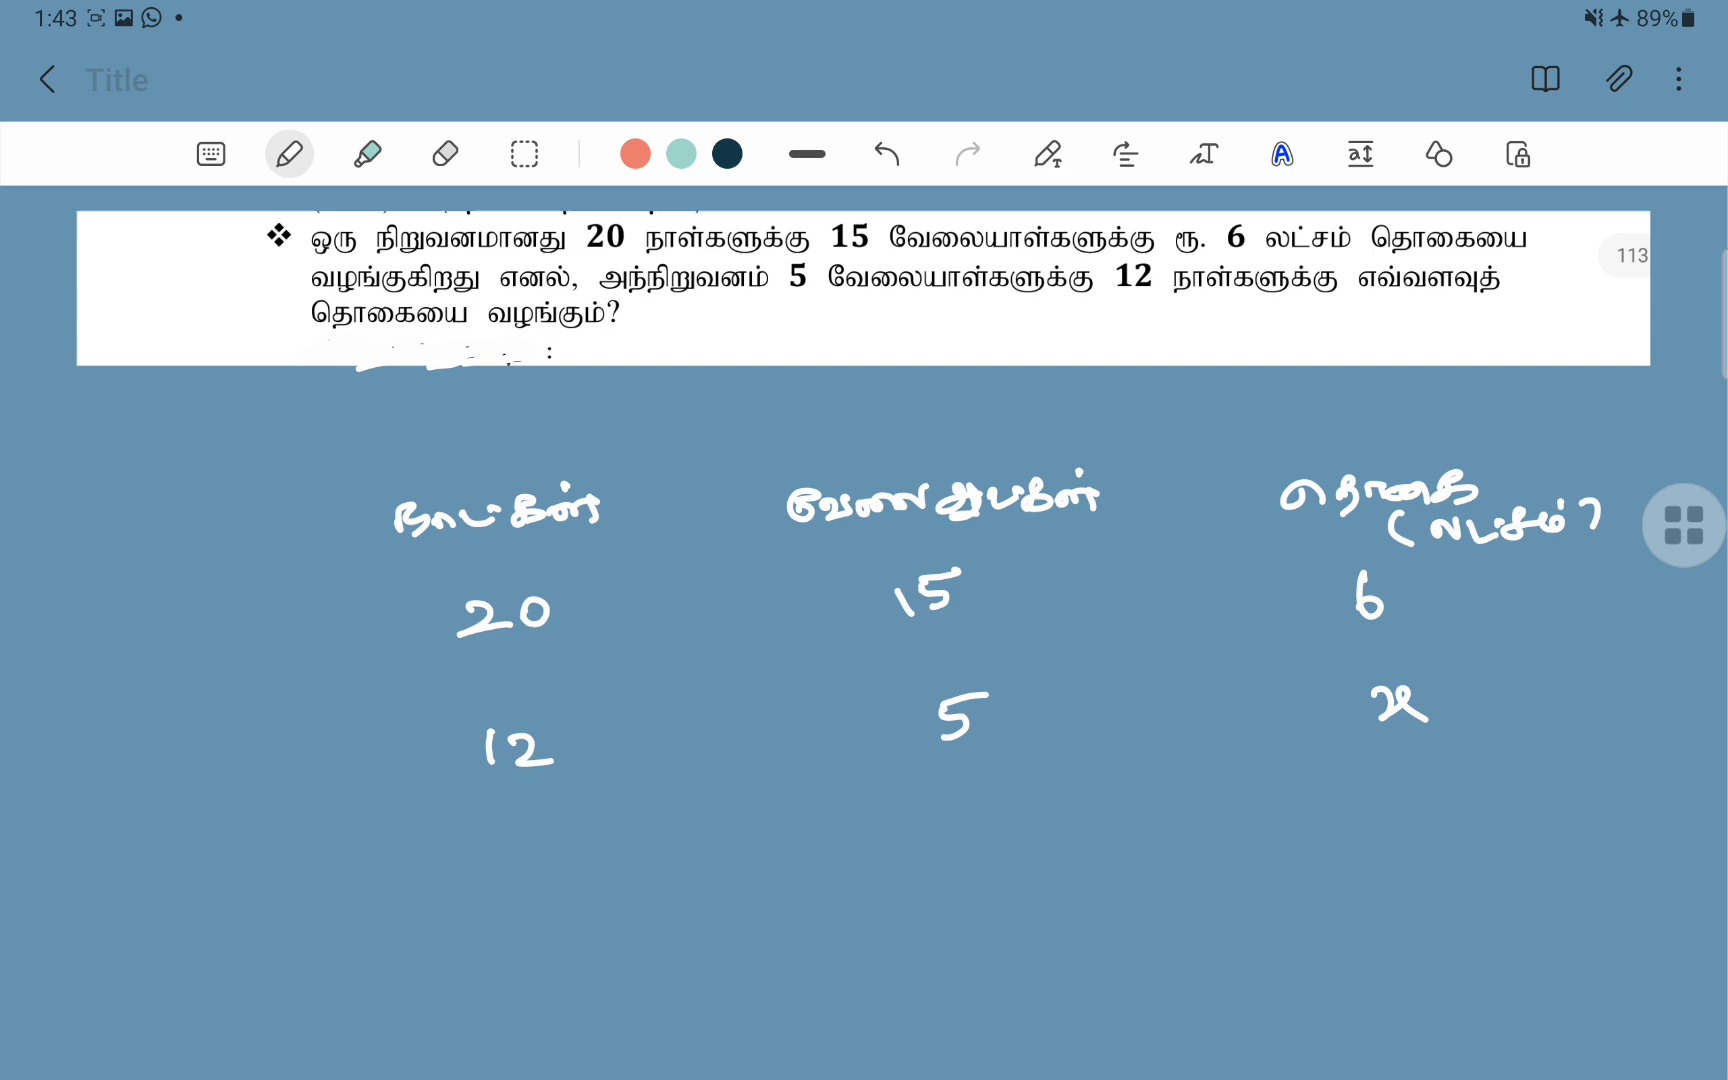 1:43
89%
Title
❖ ஒரு நிறுவனமானது 20 நாள்களுக்கு 15 வேலையாள்களுக்கு ரூ. 6 லட்சம் தொகையை
113
வழங்குகிறது எனல், அந்நிறுவனம் 5 வேலையாள்களுக்கு 12 நாள்களுக்கு எவ்வளவுத்
தொகையை வழங்கும்?
:
நாட்கள் தொகை
(லட்சம்)
20 15 6
12 5 x